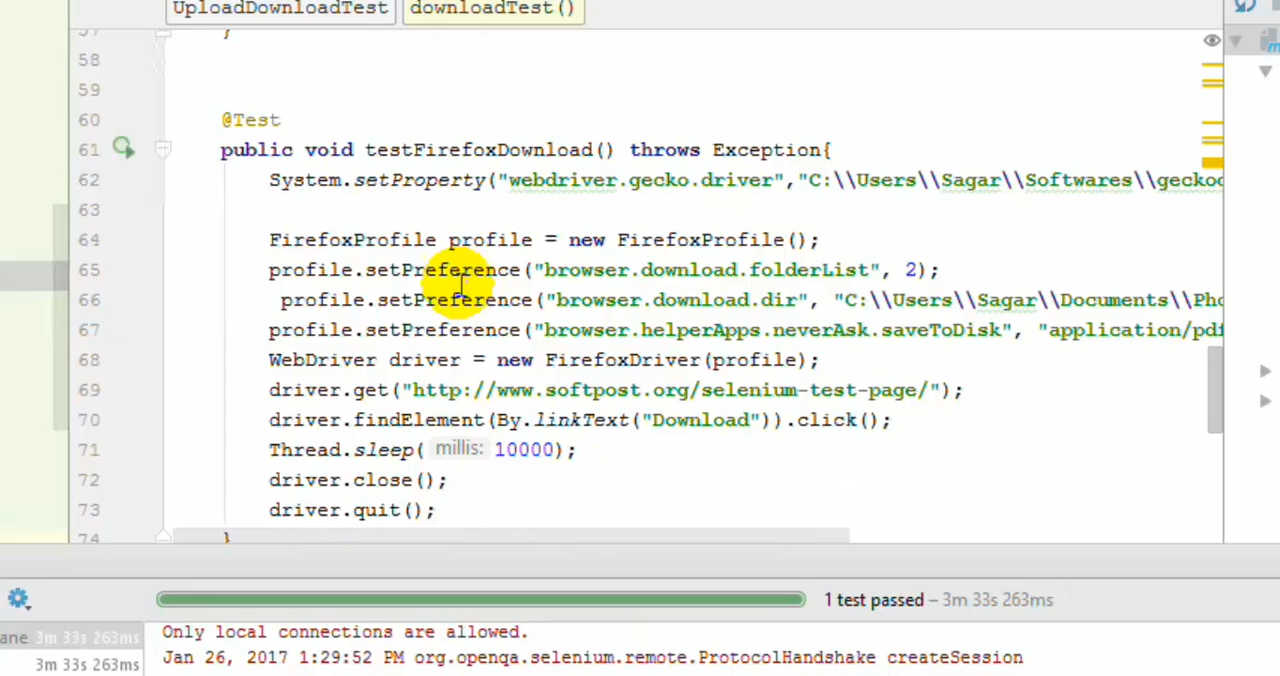 UploadDownloadTest downloadTest()
57 }
58
59
60 @Test
61 public void testFirefoxDownload() throws Exception{
62 System.setProperty("webdriver.gecko.driver","C:\\Users\\Sagar\\Softwares\\geckod
63
64 FirefoxProfile profile = new FirefoxProfile();
65 profile.setPreference("browser.download.folderList", 2);
66 profile.setPreference("browser.download.dir", "C:\\Users\\Sagar\\Documents\\Pho
67 profile.setPreference("browser.helperApps.neverAsk.saveToDisk", "application/pdf
68 WebDriver driver = new FirefoxDriver(profile);
69 driver.get("http://www.softpost.org/selenium-test-page/");
70 driver.findElement(By.linkText("Download")).click();
71 Thread.sleep( millis: 10000);
72 driver.close();
73 driver.quit();
74 }
1 test passed – 3m 33s 263ms
ane 3m 33s 263ms
Only local connections are allowed.
3m 33s 263ms
Jan 26, 2017 1:29:52 PM org.openqa.selenium.remote.ProtocolHandshake createSession